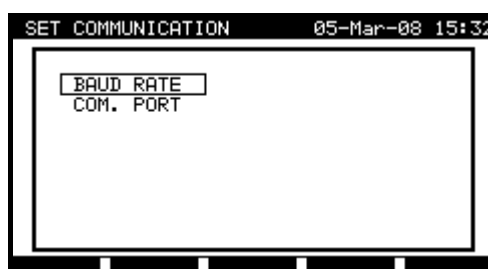 SET COMMUNICATION 05-Mar-08 15:32
BAUD RATE
COM. PORT